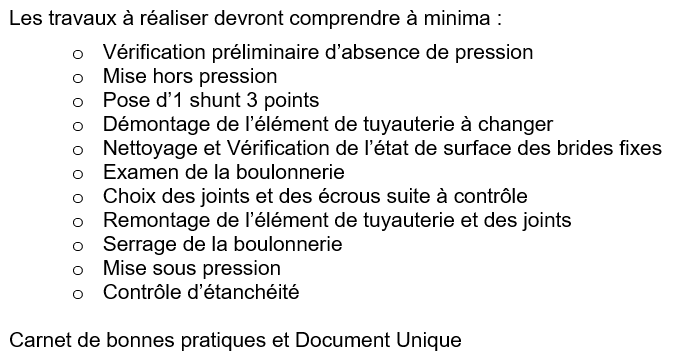 Les travaux à réaliser devront comprendre à minima :
o Vérification préliminaire d'absence de pression
o Mise hors pression
o Pose d'1 shunt 3 points
o Démontage de l'élément de tuyauterie à changer
o Nettoyage et Vérification de l'état de surface des brides fixes
o Examen de la boulonnerie
o Choix des joints et des écrous suite à contrôle
o Remontage de l'élément de tuyauterie et des joints
o Serrage de la boulonnerie
o Mise sous pression
o Contrôle d'étanchéité
Carnet de bonnes pratiques et Document Unique